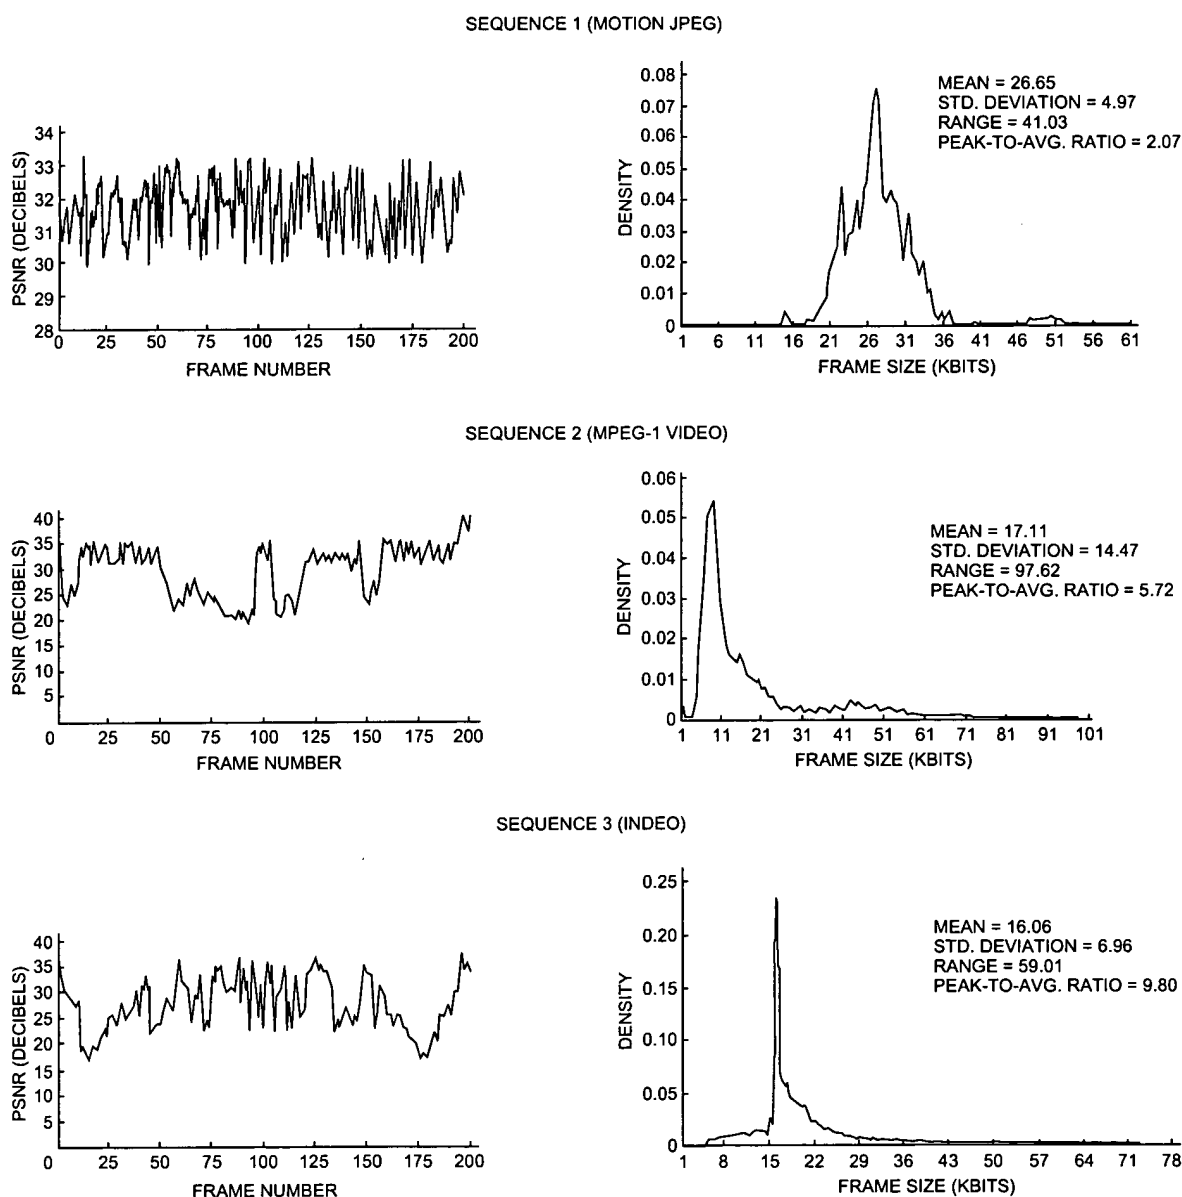 SEQUENCE 1 (MOTION JPEG)
PSNR (DECIBELS)
34
33
32
31
30
29
28
0 25 50 75 100 125 150 175 200
FRAME NUMBER
DENSITY
0.08
0.07
0.06
0.05
0.04
0.03
0.02
0.01
0
1 6 11 16 21 26 31 36 41 46 51 56 61
FRAME SIZE (KBITS)
MEAN = 26.65
STD. DEVIATION = 4.97
RANGE = 41.03
PEAK-TO-AVG. RATIO = 2.07
SEQUENCE 2 (MPEG-1 VIDEO)
PSNR (DECIBELS)
40
35
30
25
20
15
10
5
0 50 75 100 125 150 175 200
FRAME NUMBER
DENSITY
0.06
0.05
0.04
0.03
0.02
0.01
0
1 11 21 31 41 51 61 71 81 91 101
FRAME SIZE (KBITS)
MEAN = 17.11
STD. DEVIATION = 14.47
RANGE = 97.62
PEAK-TO-AVG. RATIO = 5.72
SEQUENCE 3 (INDEO)
PSNR (DECIBELS)
40
35
30
25
20
15
10
5
0 25 50 75 100 125 150 175 200
FRAME NUMBER
DENSITY
0.25
0.20
0.15
0.10
0.05
0
1 8 15 22 29 36 43 50 57 64 71 78
FRAME SIZE (KBITS)
MEAN = 16.06
STD. DEVIATION = 6.96
RANGE = 59.01
PEAK-TO-AVG. RATIO = 9.80